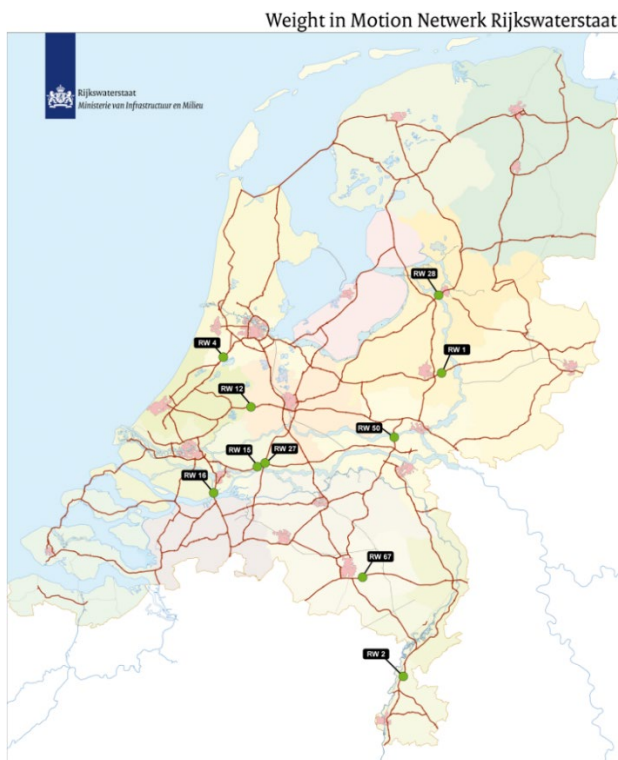 Weight in Motion Netwerk Rijkswaterstaat
Rijkswaterstaat
Ministerie van Infrastructuur en Milieu
RW 28
RW 4
RW 1
RW 12
RW 50
RW 15
RW 27
RW 16
RW 67
RW 2